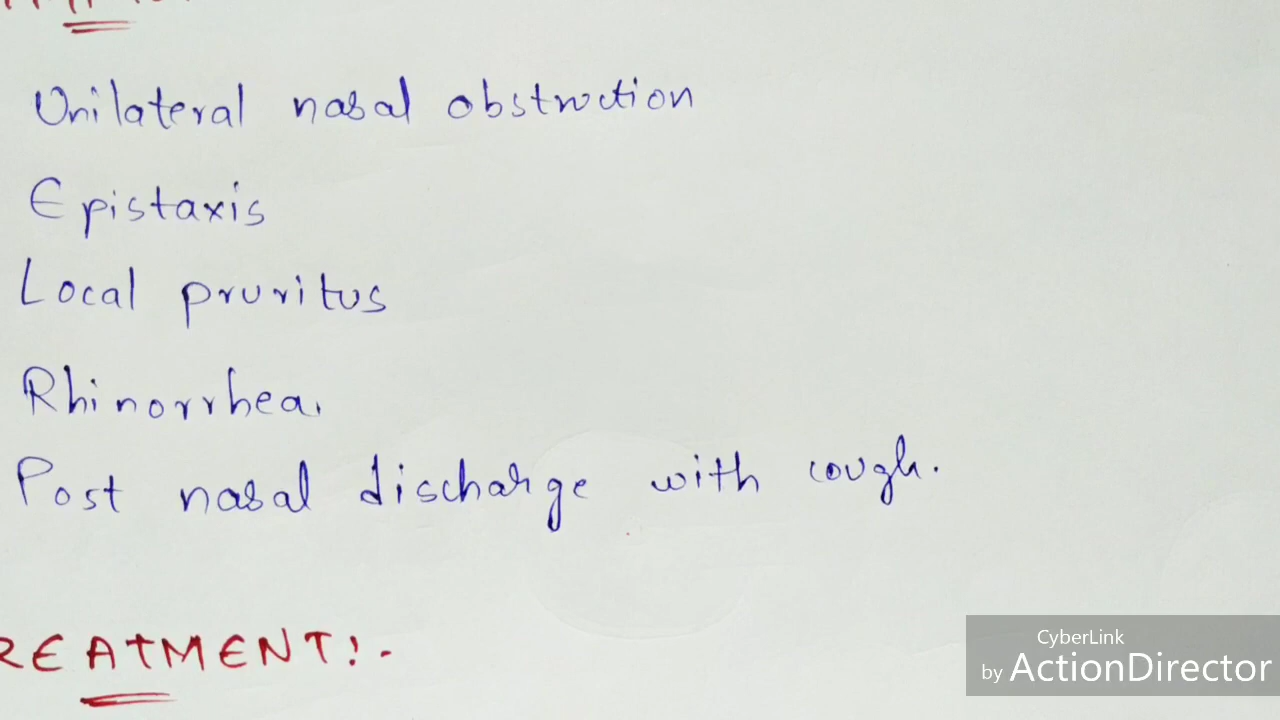 Unilateral nasal obstruction
Epistaxis
Local pruritus
Rhinorrhea.
Post nasal discharge with cough.
REATMENT:-
CyberLink
by ActionDirector